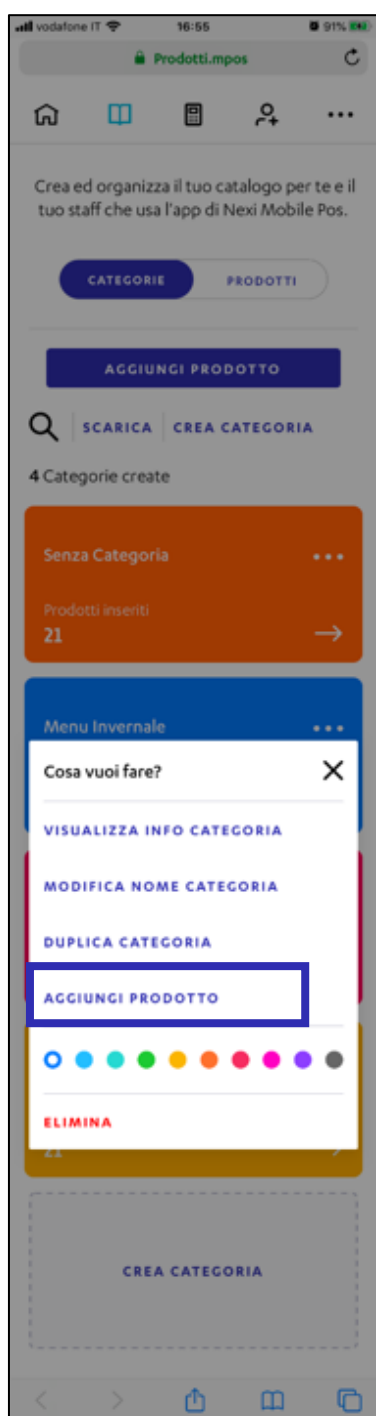 vodafone IT 16:55 91%
Prodotti.mpos
Crea ed organizza il tuo catalogo per te e il
tuo staff che usa l'app di Nexi Mobile Pos.
CATEGORIE PRODOTTI
AGGIUNGI PRODOTTO
SCARICA CREA CATEGORIA
4 Categorie create
Senza Categoria
Prodotti inseriti
21
Menu Invernale
Cosa vuoi fare?
VISUALIZZA INFO CATEGORIA
MODIFICA NOME CATEGORIA
DUPLICA CATEGORIA
AGGIUNGI PRODOTTO
ELIMINA
21
CREA CATEGORIA